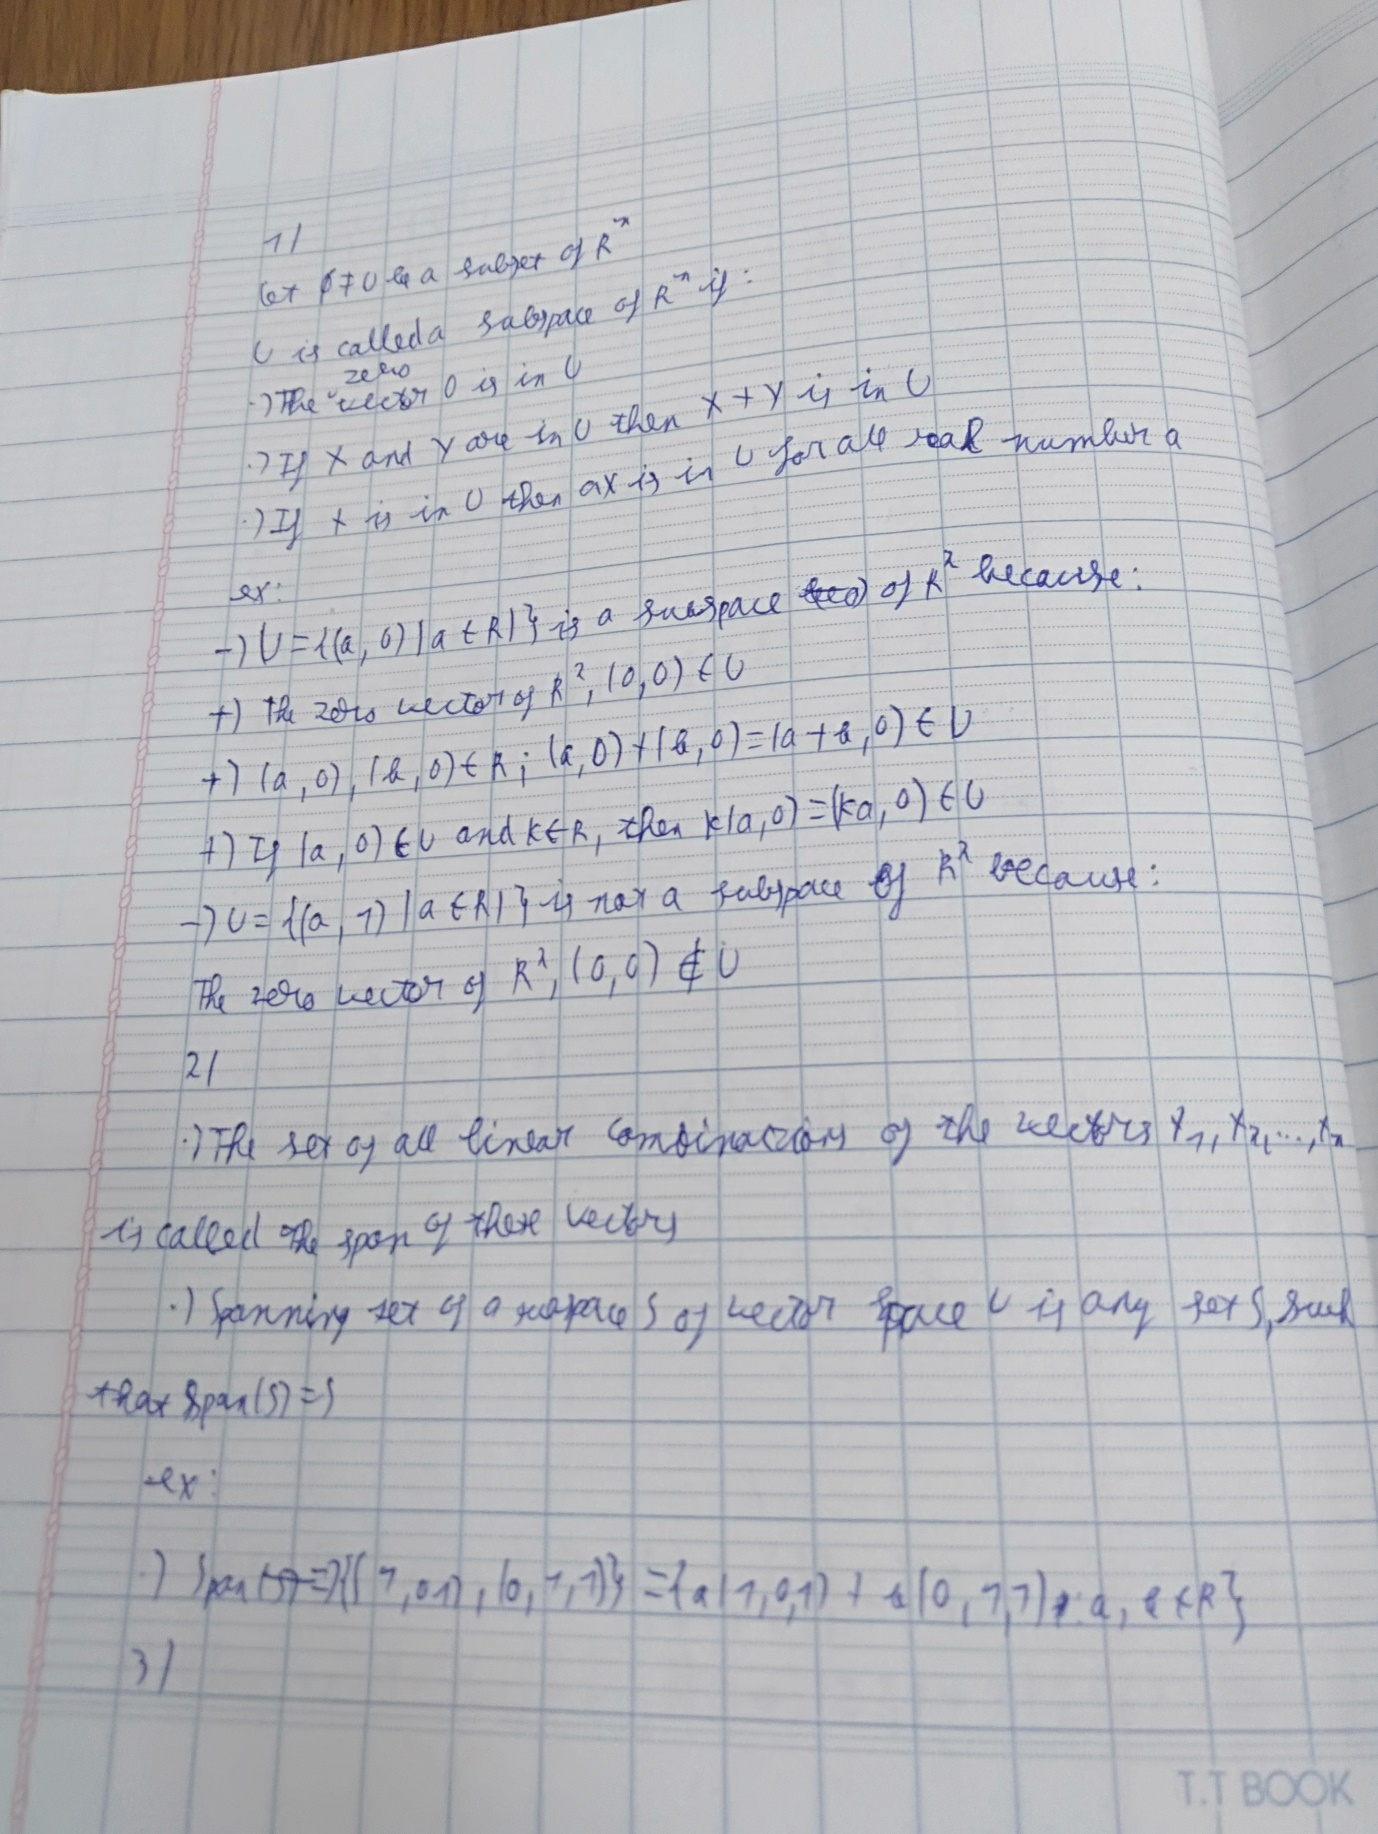 1/
Let ∅≠U be a subset of Rⁿ
U is called a subspace of Rⁿ if:
·) The zero vector 0 is in U
·) If X and Y are in U then X + Y is in U
·) If X is in U then aX is in U for all real number a
ex:
-) U = {(a, 0) | a ∈ R|} is a subspace of R² because:
+) The zero vector of R², (0,0) ∈ U
+) (a, 0), (b, 0) ∈ R; (a, 0) + (b, 0) = (a + b, 0) ∈ U
+) If (a, 0) ∈ U and k ∈ R, then k(a, 0) = (ka, 0) ∈ U
-) U = {(a, 1) | a ∈ R|} is not a subspace of R² because:
The zero vector of R², (0,0) ∉ U
2/
·) The set of all linear combinations of the vectors X₁, X₂, ..., Xₙ
is called the span of these vectors
·) Spanning set of a subspace S of vector space U is any set S, such
that Span(S) = S
ex:
·) Span {(1, 0 1), (0, 1, 1)} = {a(1, 0, 1) + b(0, 1, 1) : a, b ∈ R}
3/
T.T BOOK